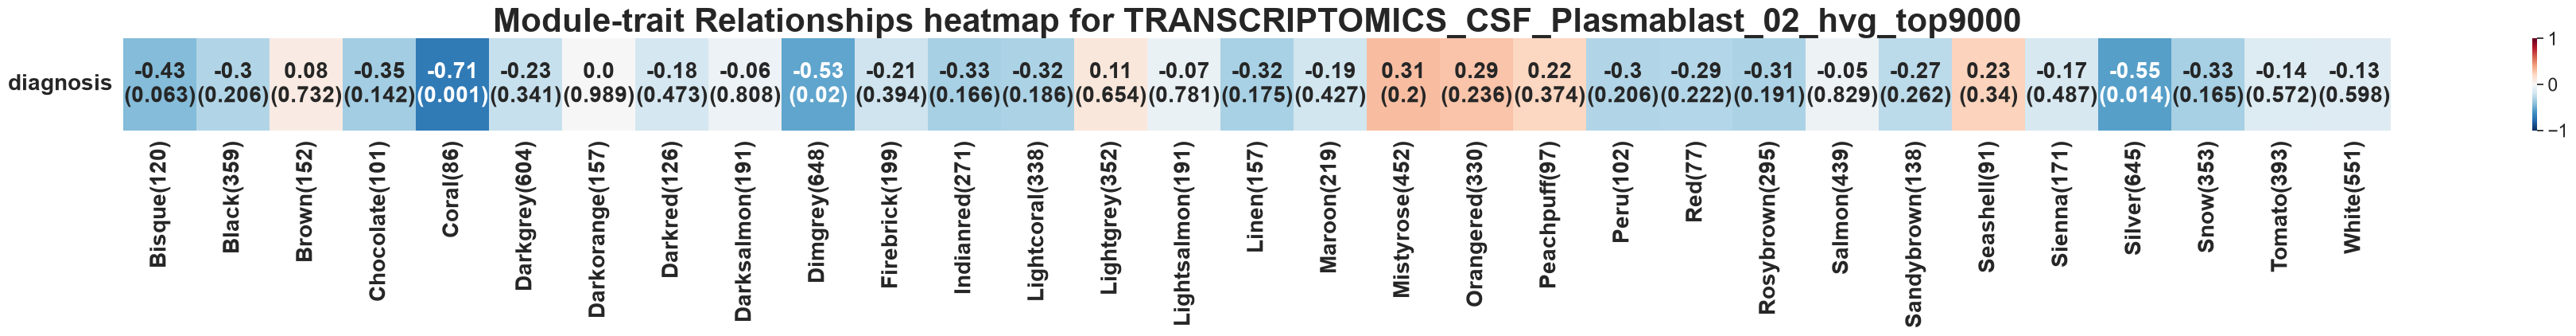 Module-trait Relationships heatmap for TRANSCRIPTOMICS_CSF_Plasmablast_02_hvg_top9000
diagnosis
-0.43 -0.3 0.08 -0.35 -0.71 -0.23 0.0 -0.18 -0.06 -0.53 -0.21 -0.33 -0.32 0.11 -0.07 -0.32 -0.19 0.31 0.29 0.22 -0.3 -0.29 -0.31 -0.05 -0.27 0.23 -0.17 -0.55 -0.33 -0.14 -0.13
(0.063) (0.206) (0.732) (0.142) (0.001) (0.341) (0.989) (0.473) (0.808) (0.02) (0.394) (0.166) (0.186) (0.654) (0.781) (0.175) (0.427) (0.2) (0.236) (0.374) (0.206) (0.222) (0.191) (0.829) (0.262) (0.34) (0.487) (0.014) (0.165) (0.572) (0.598)
Bisque(120)
Black(359)
Brown(152)
Chocolate(101)
Coral(86)
Darkgrey(604)
Darkorange(157)
Darkred(126)
Darksalmon(191)
Dimgrey(648)
Firebrick(199)
Indianred(271)
Lightcoral(338)
Lightgrey(352)
Lightsalmon(191)
Linen(157)
Maroon(219)
Mistyrose(452)
Orangered(330)
Peachpuff(97)
Peru(102)
Red(77)
Rosybrown(295)
Salmon(439)
Sandybrown(138)
Seashell(91)
Sienna(171)
Silver(645)
Snow(353)
Tomato(393)
White(551)
1
0
−1